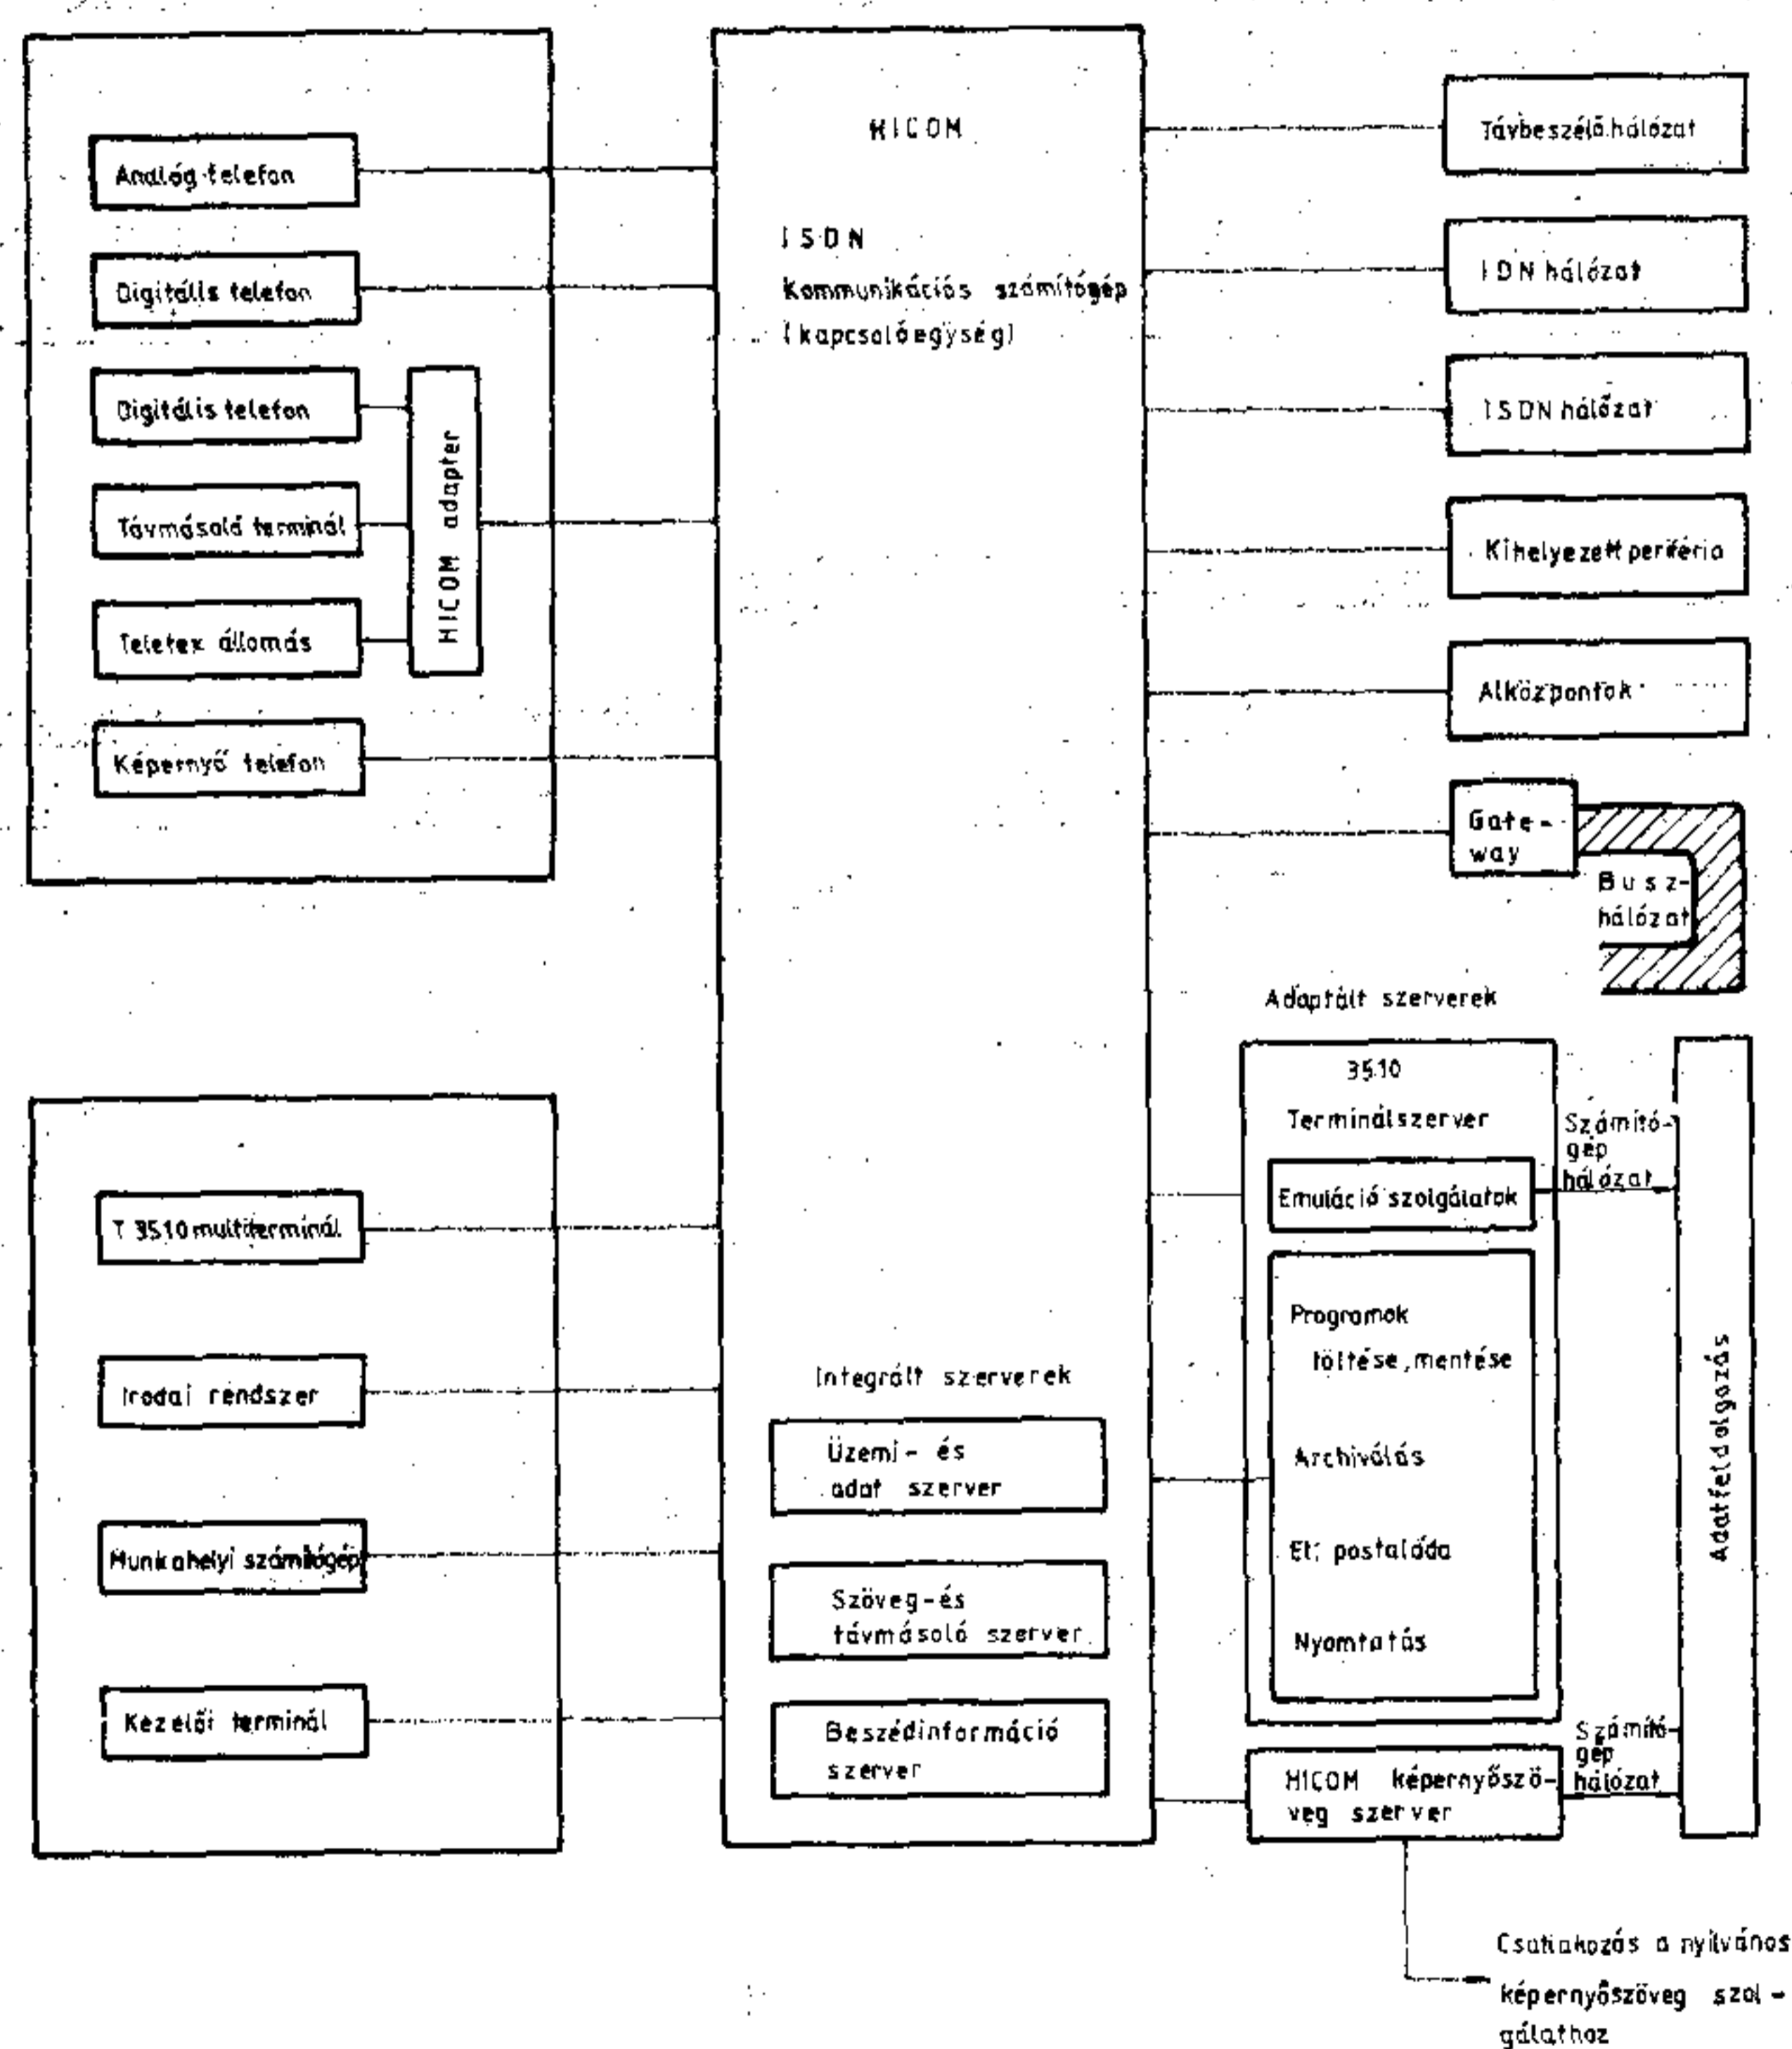 Analóg telefon
Digitális telefon
Digitális telefon
Távmásoló terminál
Teletex állomás
Képernyő telefon
HICOM adapter
T 3510 multiterminál
Irodai rendszer
Munkahelyi számítógép
Kezelői terminál
HICOM
ISDN
kommunikációs számítógép
(kapcsolóegység)
Integrált szerverek
Üzemi- és
adat szerver
Szöveg-és
távmásoló szerver
Beszédinformáció
szerver
Távbeszélő hálózat
IDN hálózat
ISDN hálózat
Kihelyezett periféria
Alközpontok
Gate-
way
Busz-
hálózat
Adaptált szerverek
3510
Terminálszerver
Emuláció szolgálatok
Programok
töltése, mentése
Archiválás
El. postaláda
Nyomtatás
Számító-
gép
hálózat
Adatfeldolgozás
HICOM képernyőszö-
veg szerver
Számító-
gép
hálózat
Csatlakozás a nyilvános
képernyőszöveg szol-
gálathoz